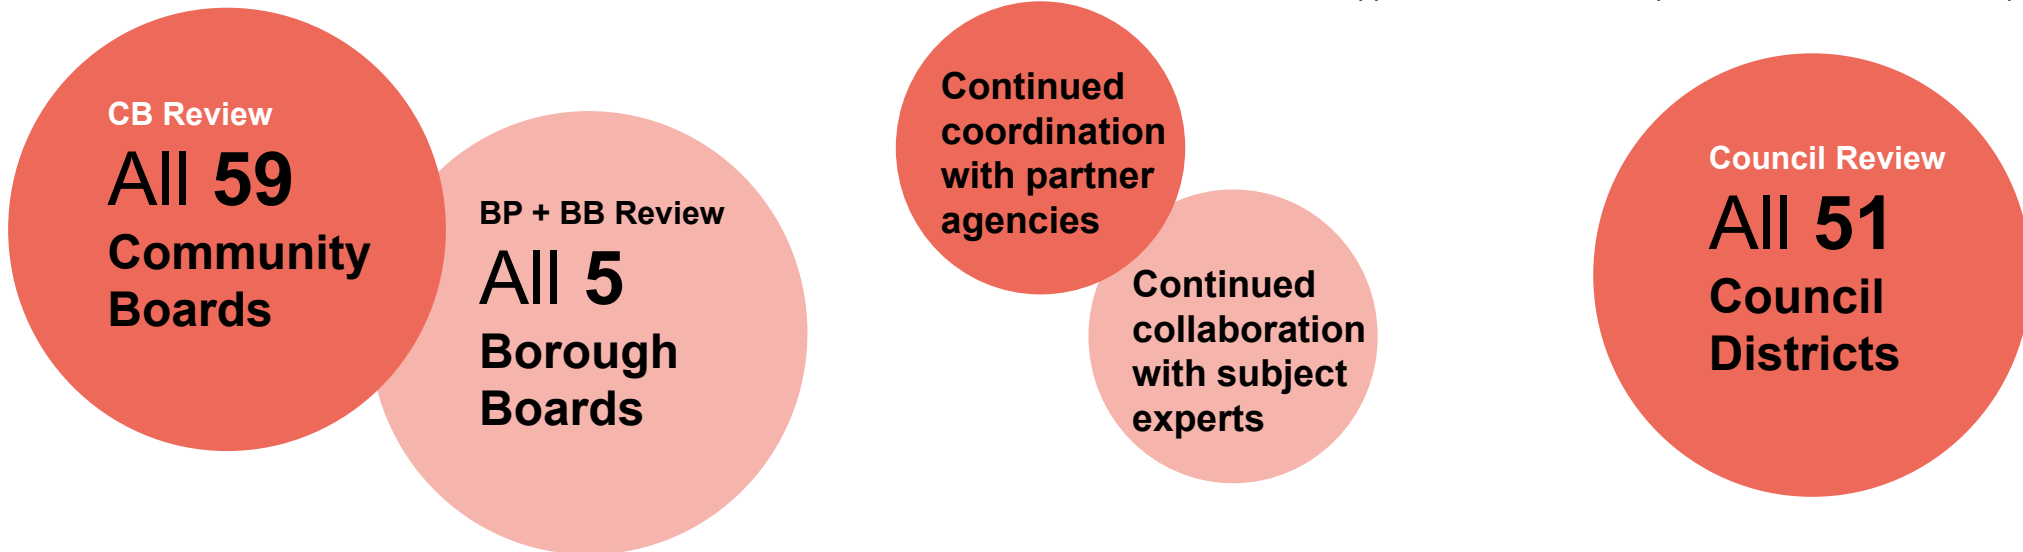 CB Review
All 59
Community
Boards
BP + BB Review
All 5
Borough
Boards
Continued
coordination
with partner
agencies
Continued
collaboration
with subject
experts
Council Review
All 51
Council
Districts